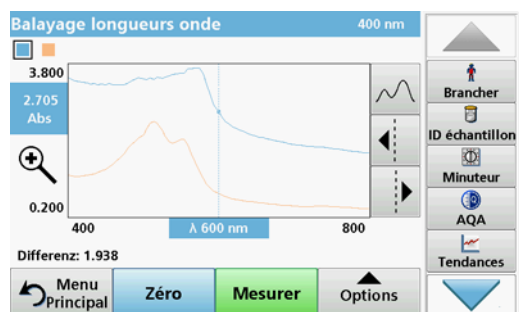 Balayage longueurs onde 400 nm
3.800
2.705
Abs
0.200
400 λ 600 nm 800
Differenz: 1.938
Menu
Principal
Zéro
Mesurer
Options
Brancher
ID échantillon
Minuteur
AQA
Tendances